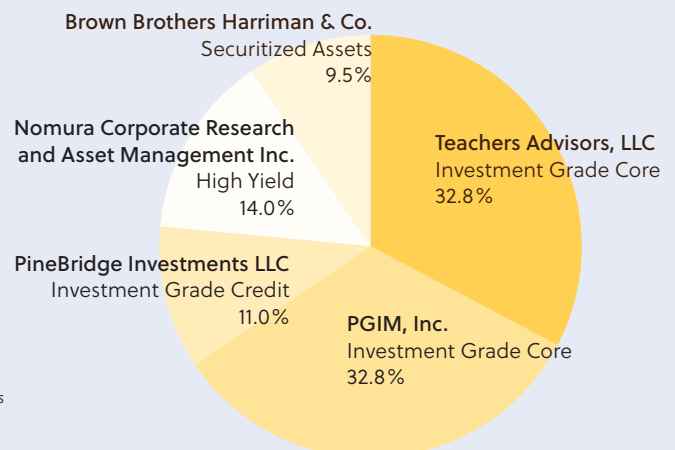 Brown Brothers Harriman & Co.
Securitized Assets
9.5%
Teachers Advisors, LLC
Investment Grade Core
32.8%
Nomura Corporate Research
and Asset Management Inc.
High Yield
14.0%
PineBridge Investments LLC
Investment Grade Credit
11.0%
PGIM, Inc.
Investment Grade Core
32.8%